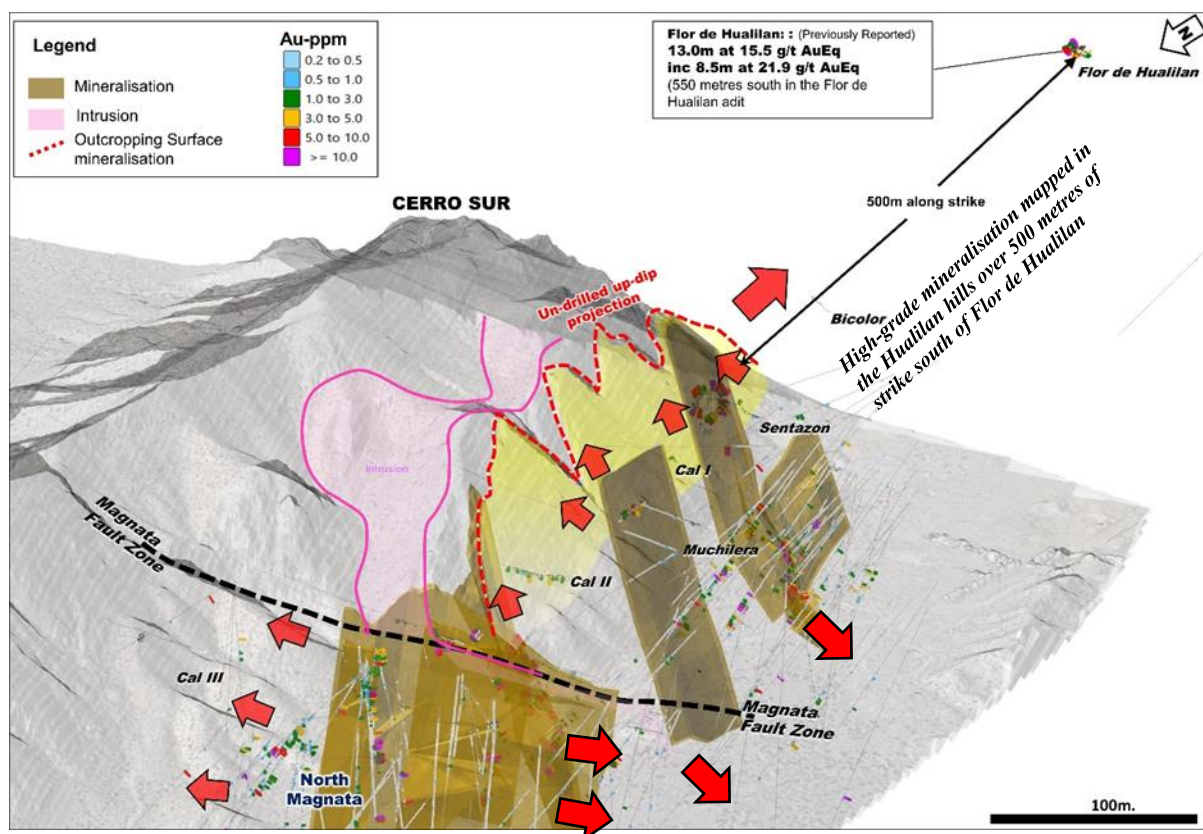 Legend
Mineralisation
Intrusion
Outcropping Surface
mineralisation
Au-ppm
0.2 to 0.5
0.5 to 1.0
1.0 to 3.0
3.0 to 5.0
5.0 to 10.0
>= 10.0
Flor de Hualilan: : (Previously Reported)
13.0m at 15.5 g/t AuEq
inc 8.5m at 21.9 g/t AuEq
(550 metres south in the Flor de
Hualilan adit
N
Flor de Hualilan
500m along strike
High-grade mineralisation mapped in
the Hualilan hills over 500 metres of
strike south of Flor de Hualilan
CERRO SUR
Un-drilled up-dip
projection
Bicolor
Sentazon
Cal I
Intrusion
Magnata
Fault Zone
Muchilera
Cal II
Cal III
Magnata
Fault Zone
North
Magnata
100m.